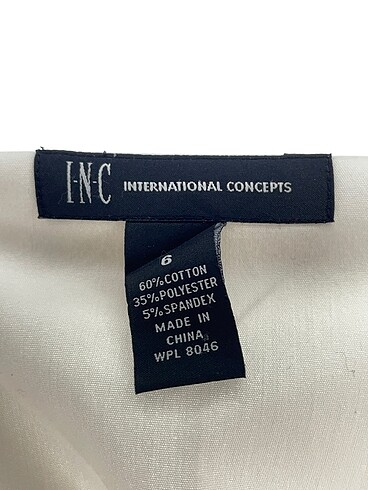 I·N·C INTERNATIONAL CONCEPTS
6
60%COTTON
35%POLYESTER
5%SPANDEX
MADE IN
CHINA
WPL 8046